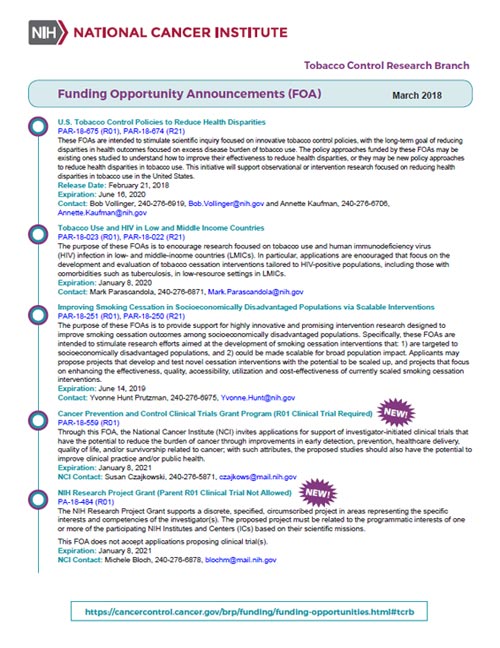 NIH NATIONAL CANCER INSTITUTE
Tobacco Control Research Branch
Funding Opportunity Announcements (FOA) March 2018
U.S. Tobacco Control Policies to Reduce Health Disparities
PAR-18-675 (R01), PAR-18-674 (R21)
These FOAs are intended to stimulate scientific inquiry focused on innovative tobacco control policies, with the long-term goal of reducing
disparities in health outcomes focused on excess disease burden of tobacco use. The policy approaches funded by these FOAs may be
existing ones studied to understand how to improve their effectiveness to reduce health disparities, or they may be new policy approaches
to reduce health disparities in tobacco use. This initiative will support observational or intervention research focused on reducing health
disparities in tobacco use in the United States.
Release Date: February 21, 2018
Expiration: June 16, 2020
Contact: Bob Vollinger, 240-276-6919, Bob.Vollinger@nih.gov and Annette Kaufman, 240-276-6706,
Annette.Kaufman@nih.gov
Tobacco Use and HIV in Low and Middle Income Countries
PAR-18-023 (R01), PAR-18-022 (R21)
The purpose of these FOAs is to encourage research focused on tobacco use and human immunodeficiency virus
(HIV) infection in low- and middle-income countries (LMICs). In particular, applications are encouraged that focus on the
development and evaluation of tobacco cessation interventions tailored to HIV-positive populations, including those with
comorbidities such as tuberculosis, in low-resource settings in LMICs.
Expiration: January 8, 2020
Contact: Mark Parascandola, 240-276-6871, Mark.Parascandola@nih.gov
Improving Smoking Cessation in Socioeconomically Disadvantaged Populations via Scalable Interventions
PAR-18-251 (R01), PAR-18-250 (R21)
The purpose of these FOAs is to provide support for highly innovative and promising intervention research designed to
improve smoking cessation outcomes among socioeconomically disadvantaged populations. Specifically, these FOAs are
intended to stimulate research efforts aimed at the development of smoking cessation interventions that: 1) are targeted to
socioeconomically disadvantaged populations, and 2) could be made scalable for broad population impact. Applicants may
propose projects that develop and test novel cessation interventions with the potential to be scaled up, and projects that focus
on enhancing the effectiveness, quality, accessibility, utilization and cost-effectiveness of currently scaled smoking cessation
interventions.
Expiration: June 14, 2019
Contact: Yvonne Hunt Prutzman, 240-276-6975, Yvonne.Hunt@nih.gov
Cancer Prevention and Control Clinical Trials Grant Program (R01 Clinical Trial Required) NEW!
PAR-18-559 (R01)
Through this FOA, the National Cancer Institute (NCI) invites applications for support of investigator-initiated clinical trials that
have the potential to reduce the burden of cancer through improvements in early detection, prevention, healthcare delivery,
quality of life, and/or survivorship related to cancer; with such attributes, the proposed studies should also have the potential to
improve clinical practice and/or public health.
Expiration: January 8, 2021
NCI Contact: Susan Czajkowski, 240-276-5871, czajkows@mail.nih.gov
NIH Research Project Grant (Parent R01 Clinical Trial Not Allowed) NEW!
PA-18-484 (R01)
The NIH Research Project Grant supports a discrete, specified, circumscribed project in areas representing the specific
interests and competencies of the investigator(s). The proposed project must be related to the programmatic interests of one
or more of the participating NIH Institutes and Centers (ICs) based on their scientific missions.
This FOA does not accept applications proposing clinical trial(s).
Expiration: January 8, 2021
NCI Contact: Michele Bloch, 240-276-6878, blochm@mail.nih.gov
https://cancercontrol.cancer.gov/brp/funding/funding-opportunities.html#tcrb